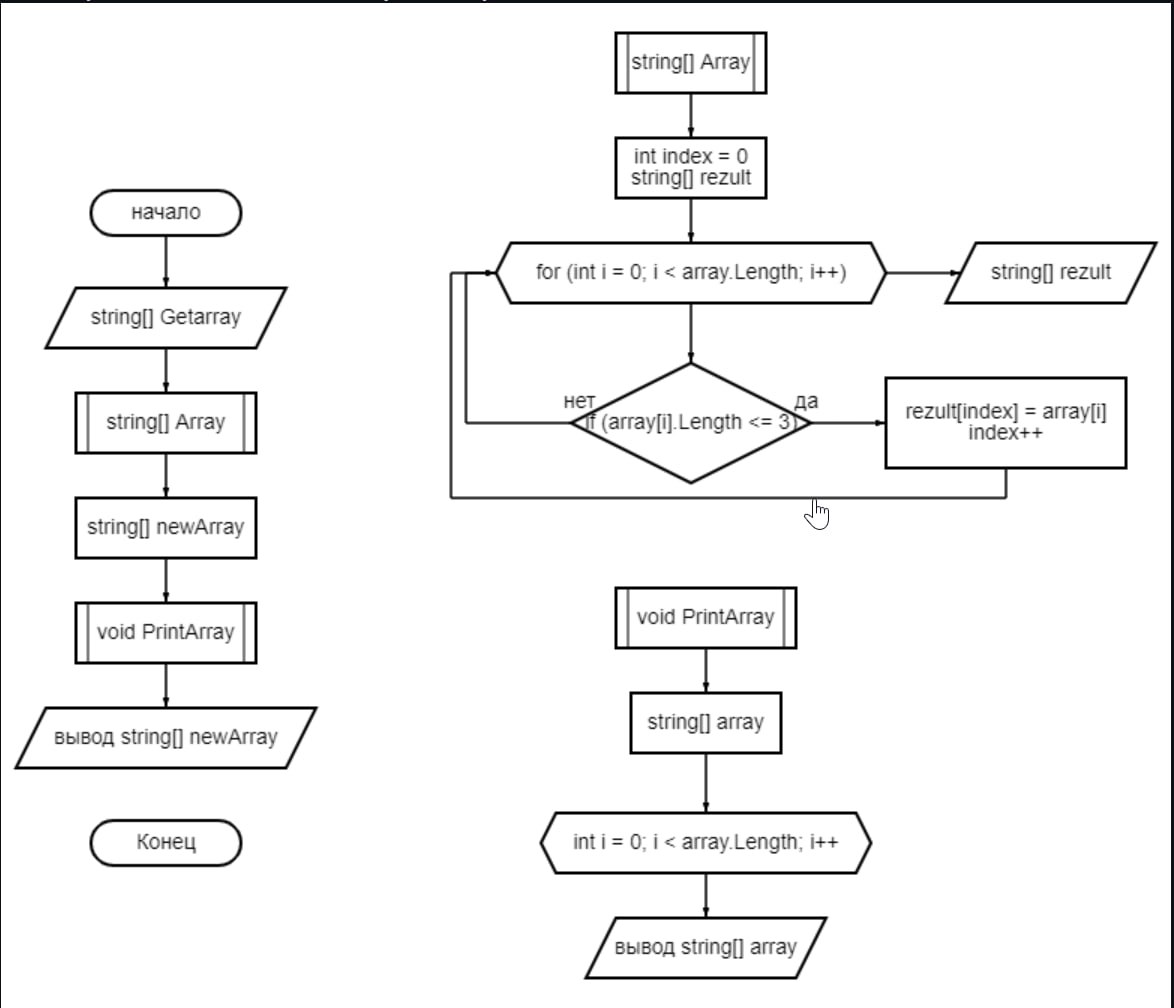 начало
string[] Getarray
string[] Array
string[] newArray
void PrintArray
вывод string[] newArray
Конец
string[] Array
int index = 0
string[] rezult
for (int i = 0; i < array.Length; i++)
string[] rezult
нет
да
if (array[i].Length <= 3)
rezult[index] = array[i]
index++
void PrintArray
string[] array
int i = 0; i < array.Length; i++
вывод string[] array